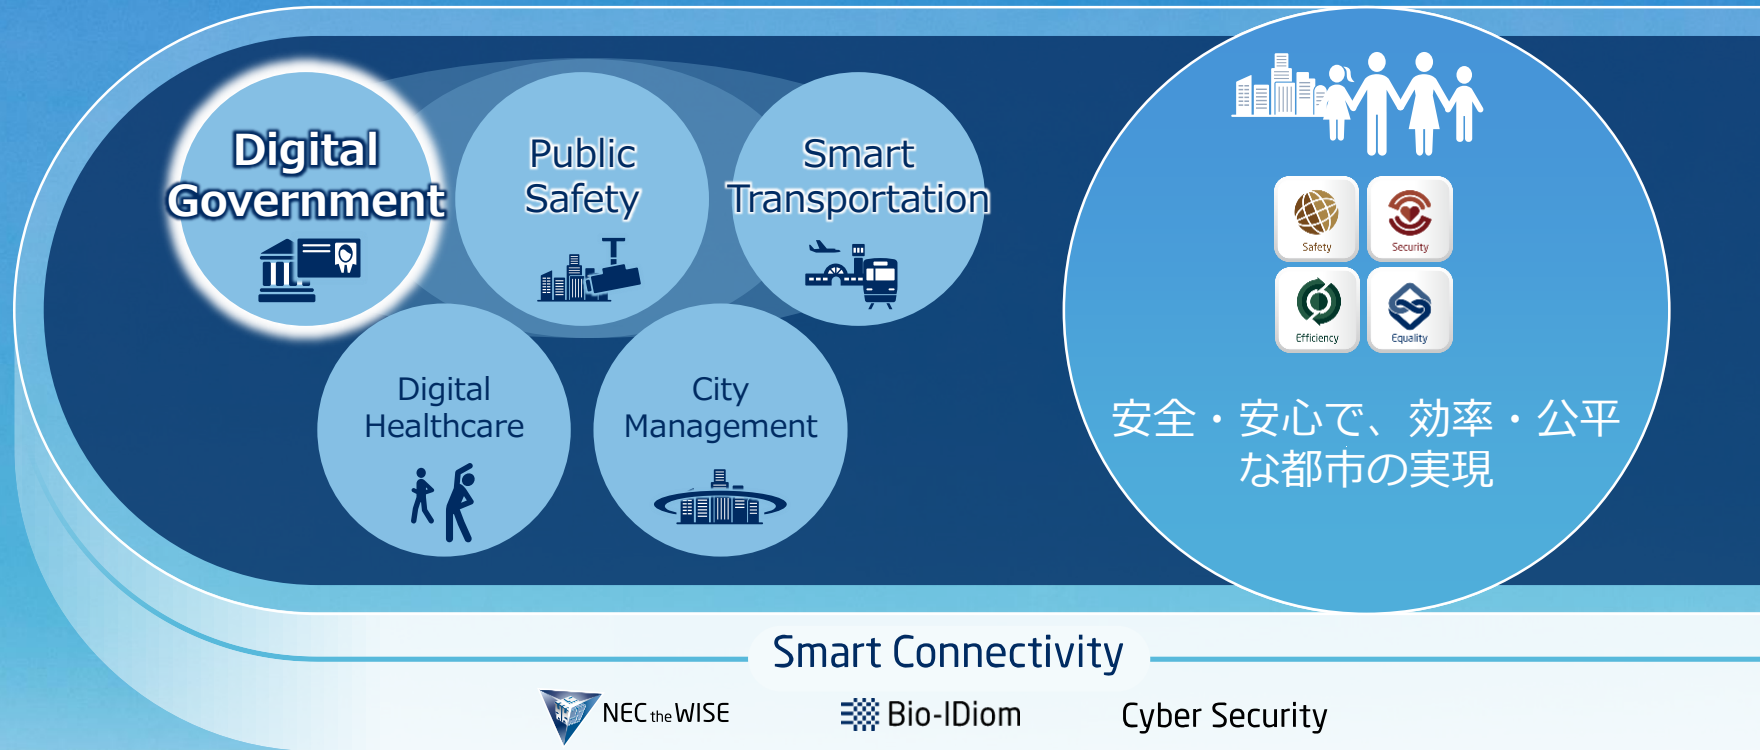 Digital
Government
Public
Safety
Smart
Transportation
Digital
Healthcare
City
Management
Safety
Security
Efficiency
Equality
安全・安心で、効率・公平
な都市の実現
Smart Connectivity
NEC the WISE
Bio-IDiom
Cyber Security